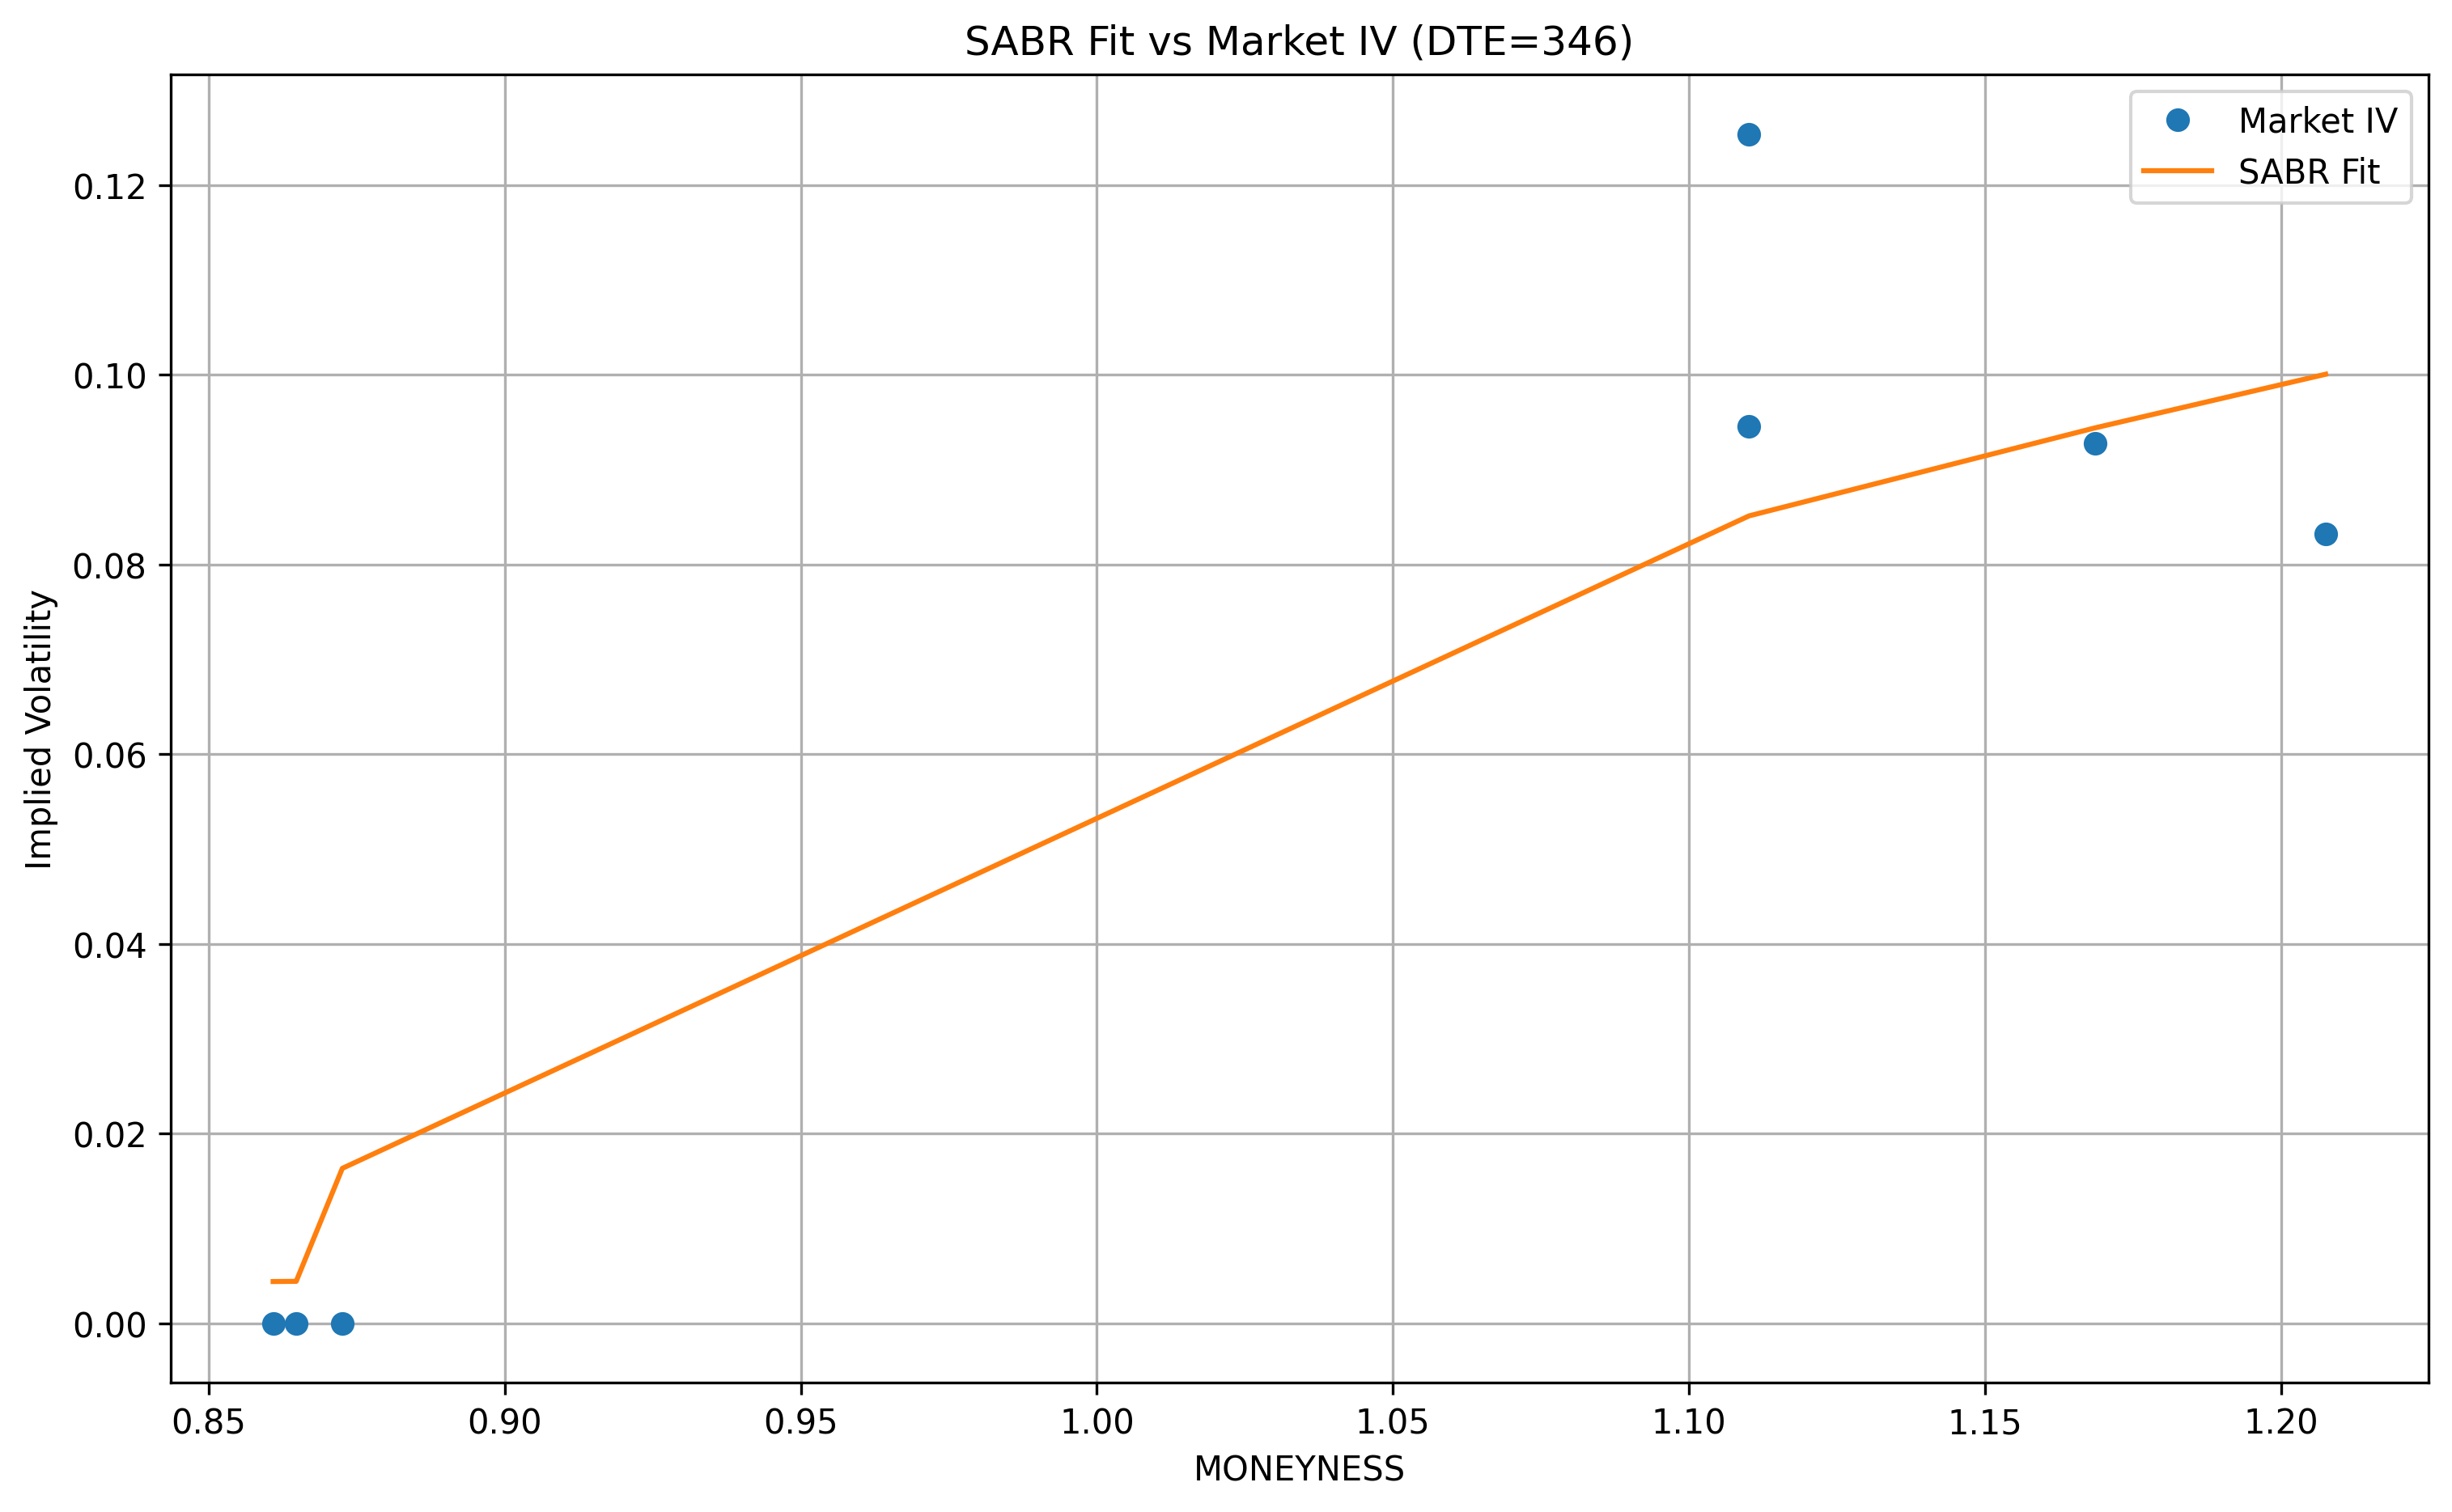 SABR Fit vs Market IV (DTE=346)
Market IV
SABR Fit
Implied Volatility
0.12
0.10
0.08
0.06
0.04
0.02
0.00
0.85 0.90 0.95 1.00 1.05 1.10 1.15 1.20
MONEYNESS